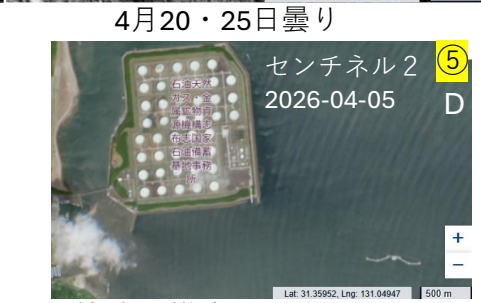 4月20・25日曇り
センチネル２
⑤
2026-04-05
D
石油天然
ガス・金
属鉱物資
源機構志
布志国家
石油備蓄
基地事務
所
+
−
Lat: 31.35952, Lng: 131.04947
500 m